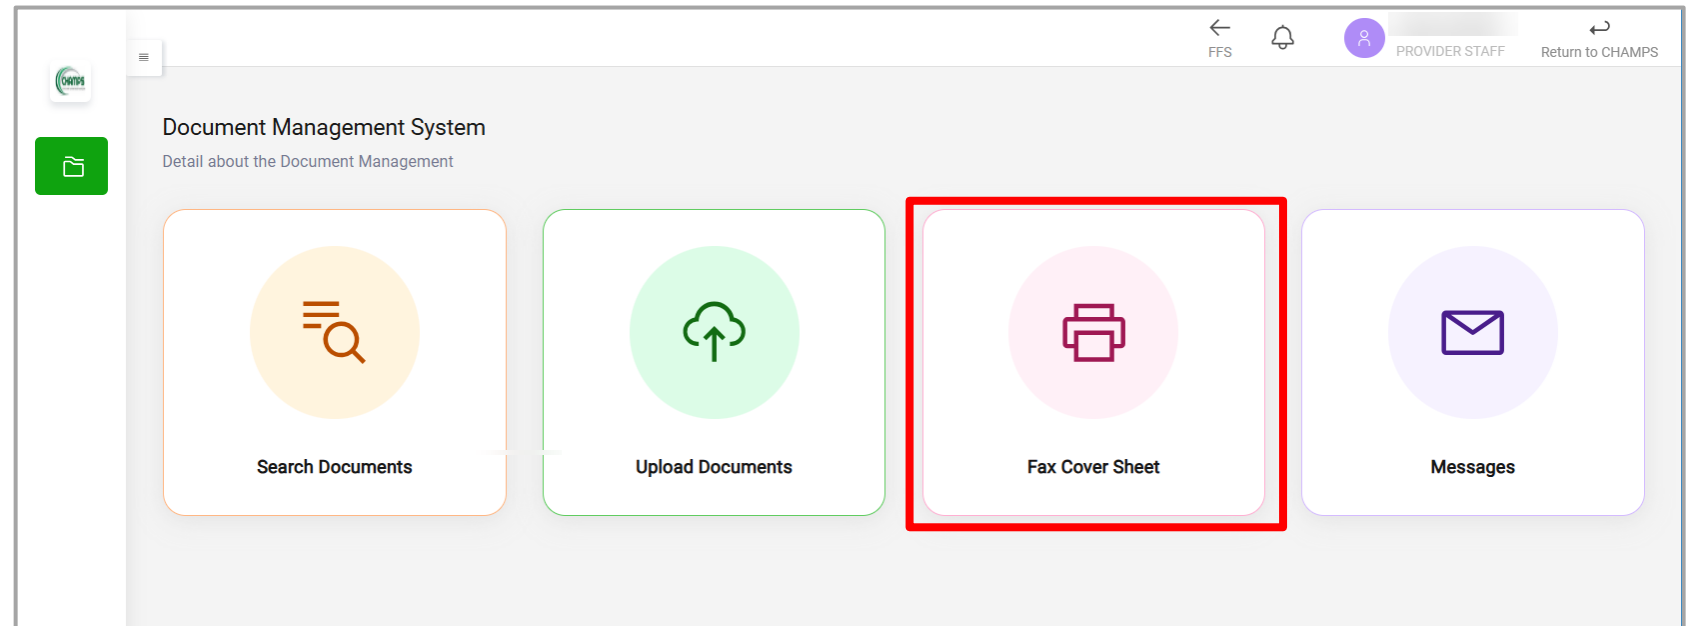 FFS
PROVIDER STAFF
Return to CHAMPS
CHAMPS
Document Management System
Detail about the Document Management
Search Documents
Upload Documents
Fax Cover Sheet
Messages